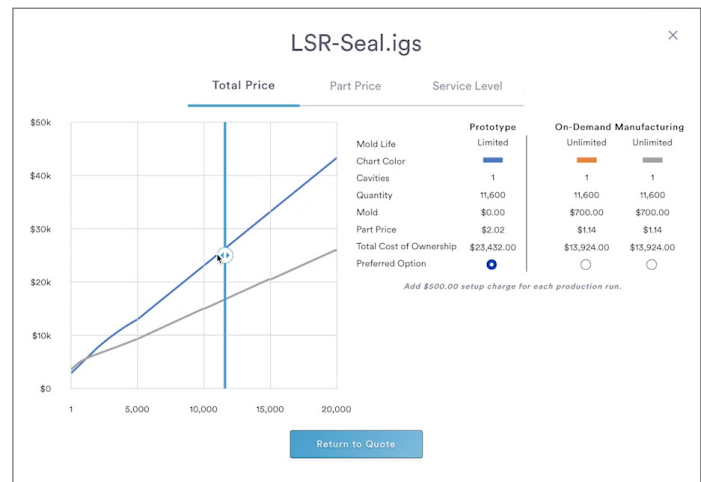 LSR-Seal.igs
Total Price Part Price Service Level
$50k
$40k
$30k
$20k
$10k
$0
1 5,000 10,000 15,000 20,000
Prototype On-Demand Manufacturing
Mold Life Limited Unlimited Unlimited
Chart Color
Cavities 1 1 1
Quantity 11,600 11,600 11,600
Mold $0.00 $700.00 $700.00
Part Price $2.02 $1.14 $1.14
Total Cost of Ownership $23,432.00 $13,924.00 $13,924.00
Preferred Option
Add $500.00 setup charge for each production run.
Return to Quote